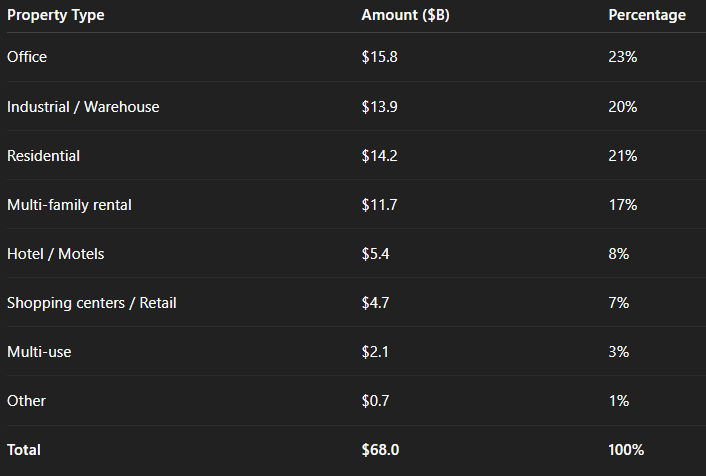 Property Type Amount ($B) Percentage
Office $15.8 23%
Industrial / Warehouse $13.9 20%
Residential $14.2 21%
Multi-family rental $11.7 17%
Hotel / Motels $5.4 8%
Shopping centers / Retail $4.7 7%
Multi-use $2.1 3%
Other $0.7 1%
Total $68.0 100%